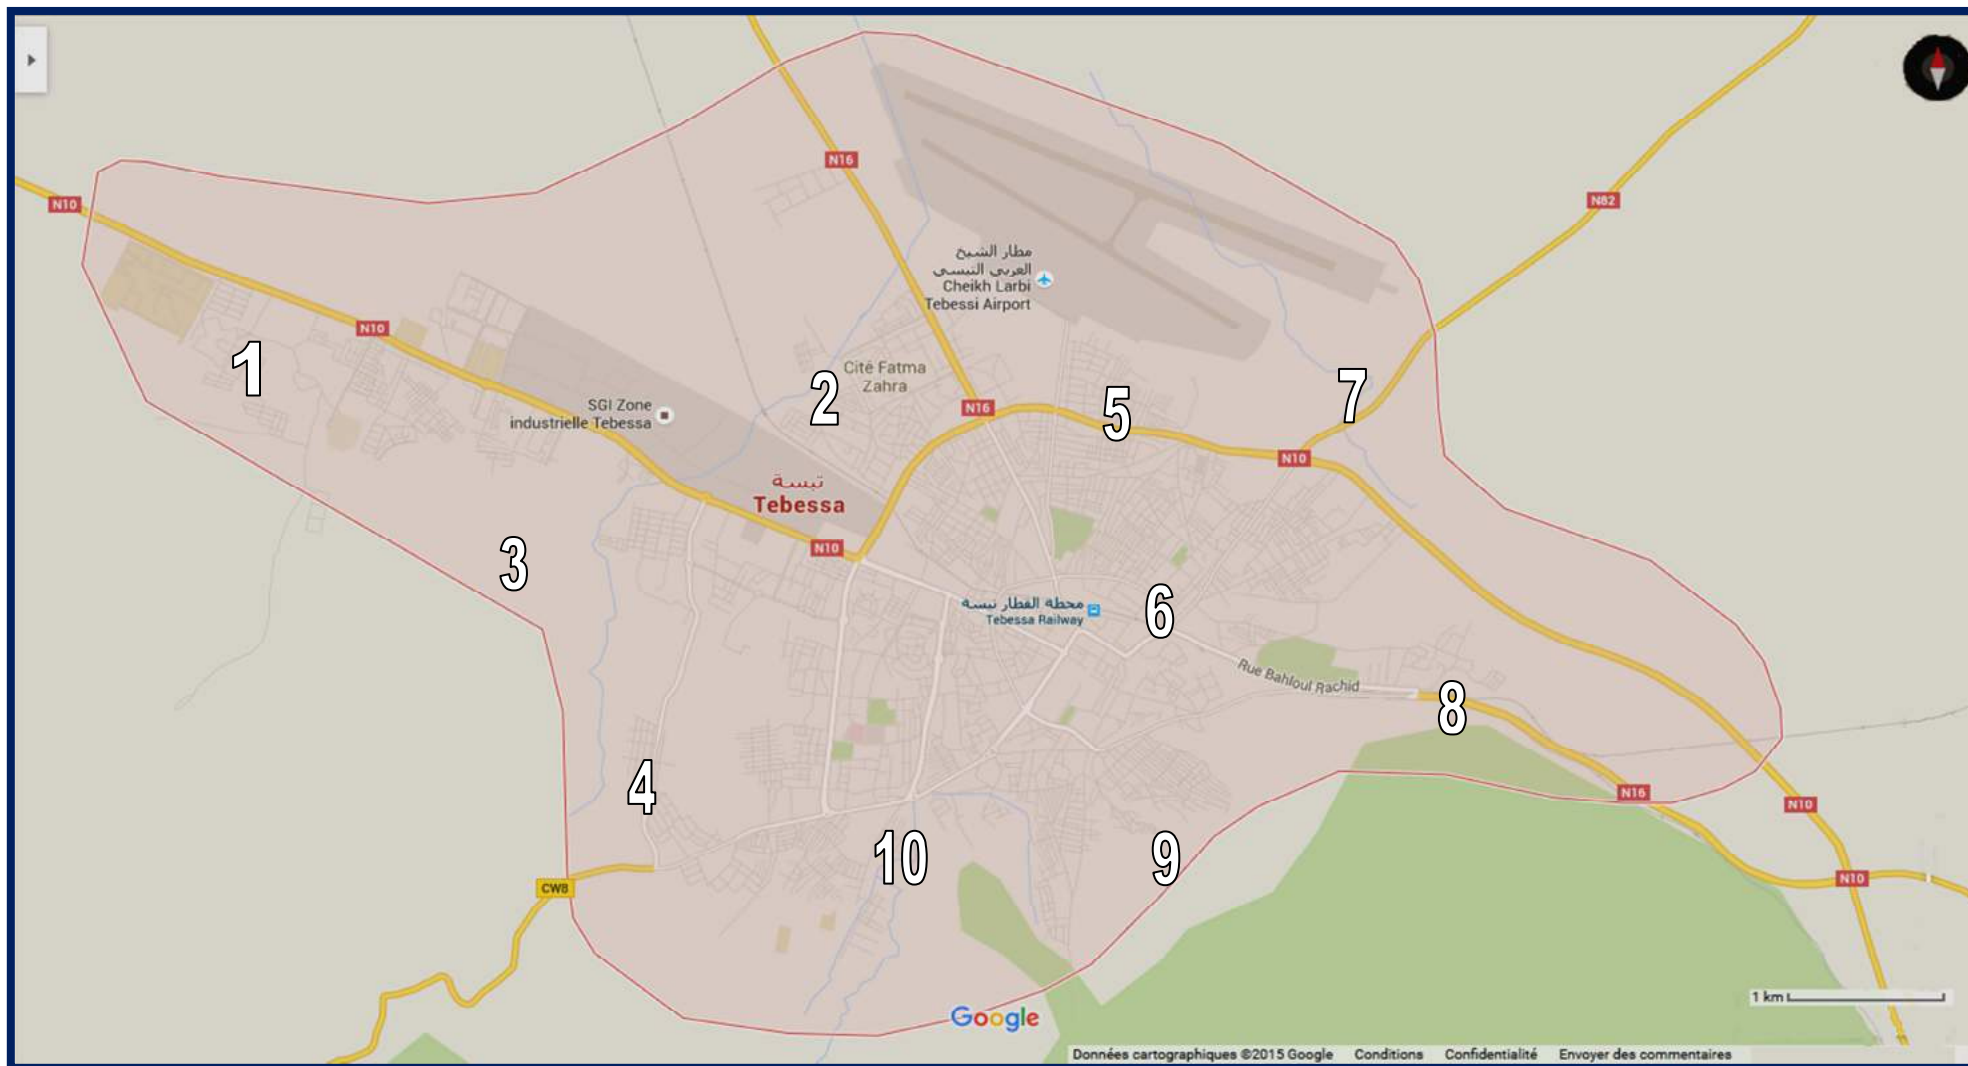 N16
N10
N82
مطار الشيخ
العربي التبسي
Cheikh Larbi
Tebessi Airport
N10
1
Cité Fatma
Zahra
2
7
SGI Zone
industrielle Tebessa
N16
5
N10
تبسة
Tebessa
N10
3
محطة القطار تبسة
Tebessa Railway
6
Rue Bahloul Rachid
8
4
N16
N10
10
9
CW8
N10
1 km
Google
Données cartographiques ©2015 Google Conditions Confidentialité Envoyer des commentaires